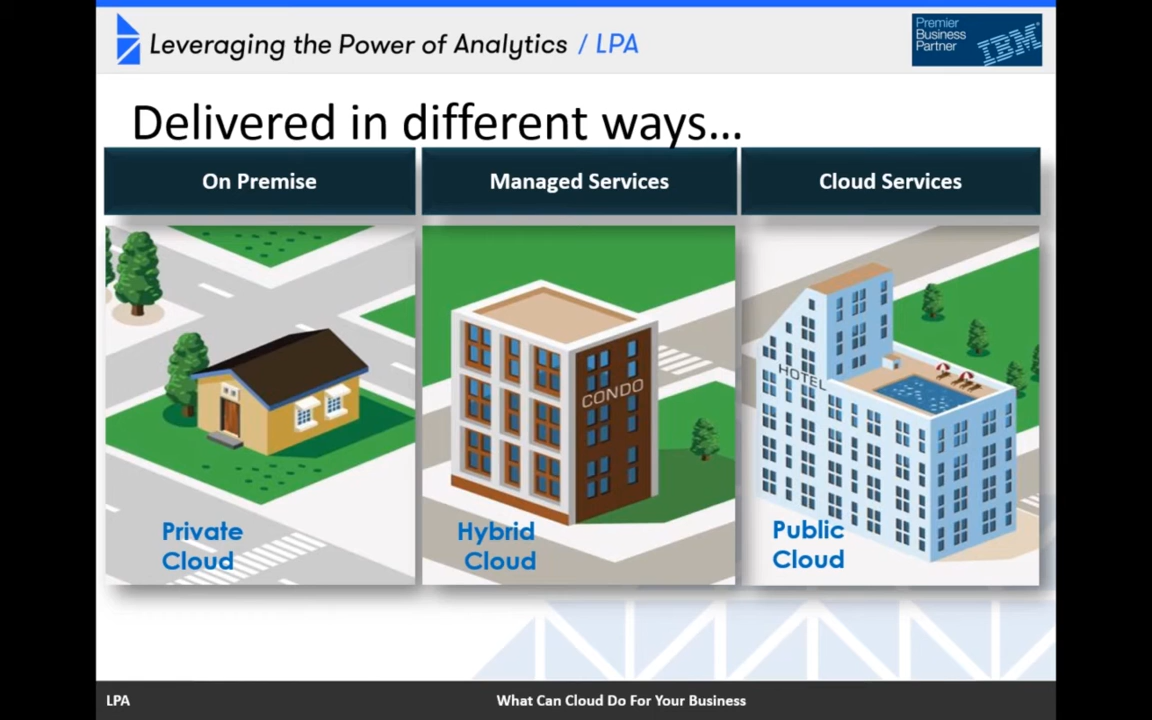 Leveraging the Power of Analytics / LPA
Premier
Business
Partner
IBM
Delivered in different ways...
On Premise
Managed Services
Cloud Services
CONDO
HOTEL
Private
Cloud
Hybrid
Cloud
Public
Cloud
LPA
What Can Cloud Do For Your Business